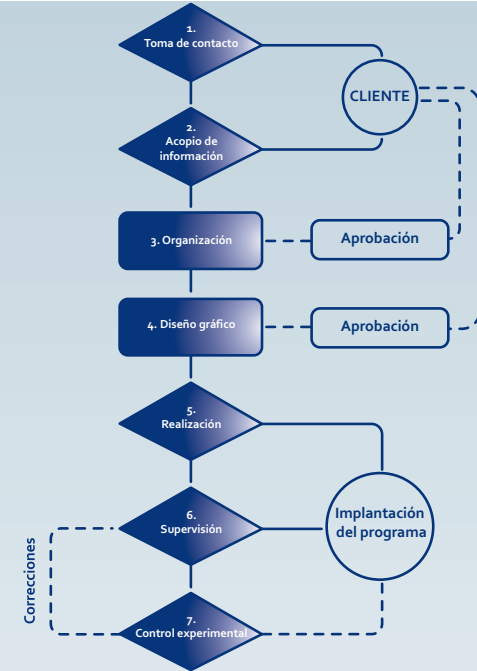 1.
Toma de contacto
CLIENTE
2.
Acopio de
información
3. Organización
Aprobación
4. Diseño gráfico
Aprobación
5.
Realización
6.
Supervisión
Implantación
del programa
Correcciones
7.
Control experimental